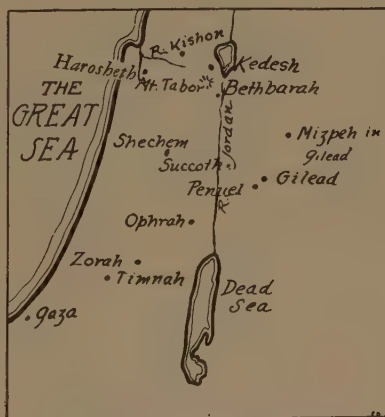 R. Kishon
Harosheth
Kedesh
Mt. Tabor
THE
GREAT
SEA
Bethbarah
R. Jordan
Mizpeh in
Gilead
Shechem
Succoth
Gilead
Penuel
Ophrah
Zorah
Timnah
Dead
Sea
Gaza